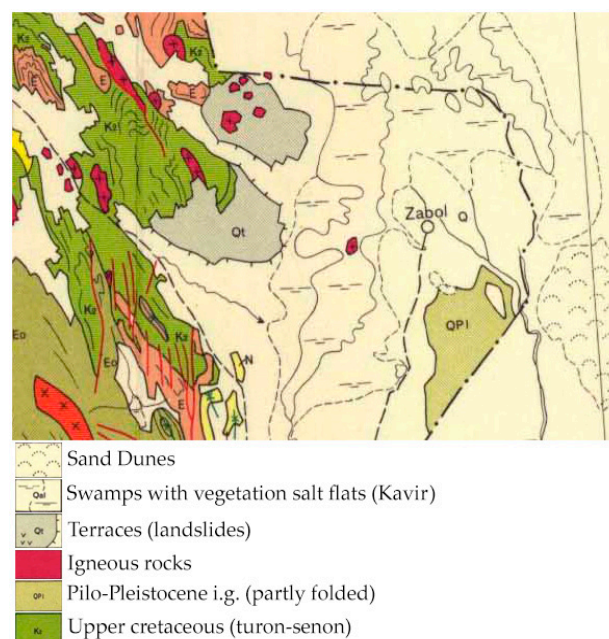 K2
K2
E
E
K2
Qt
Zabol
Q
QPl
K2
Eo
K2
N
Eo
E
Sand Dunes
Qal
Swamps with vegetation salt flats (Kavir)
Qt
v
v v
Terraces (landslides)
Igneous rocks
QPl
Pilo-Pleistocene i.g. (partly folded)
K2
Upper cretaceous (turon-senon)